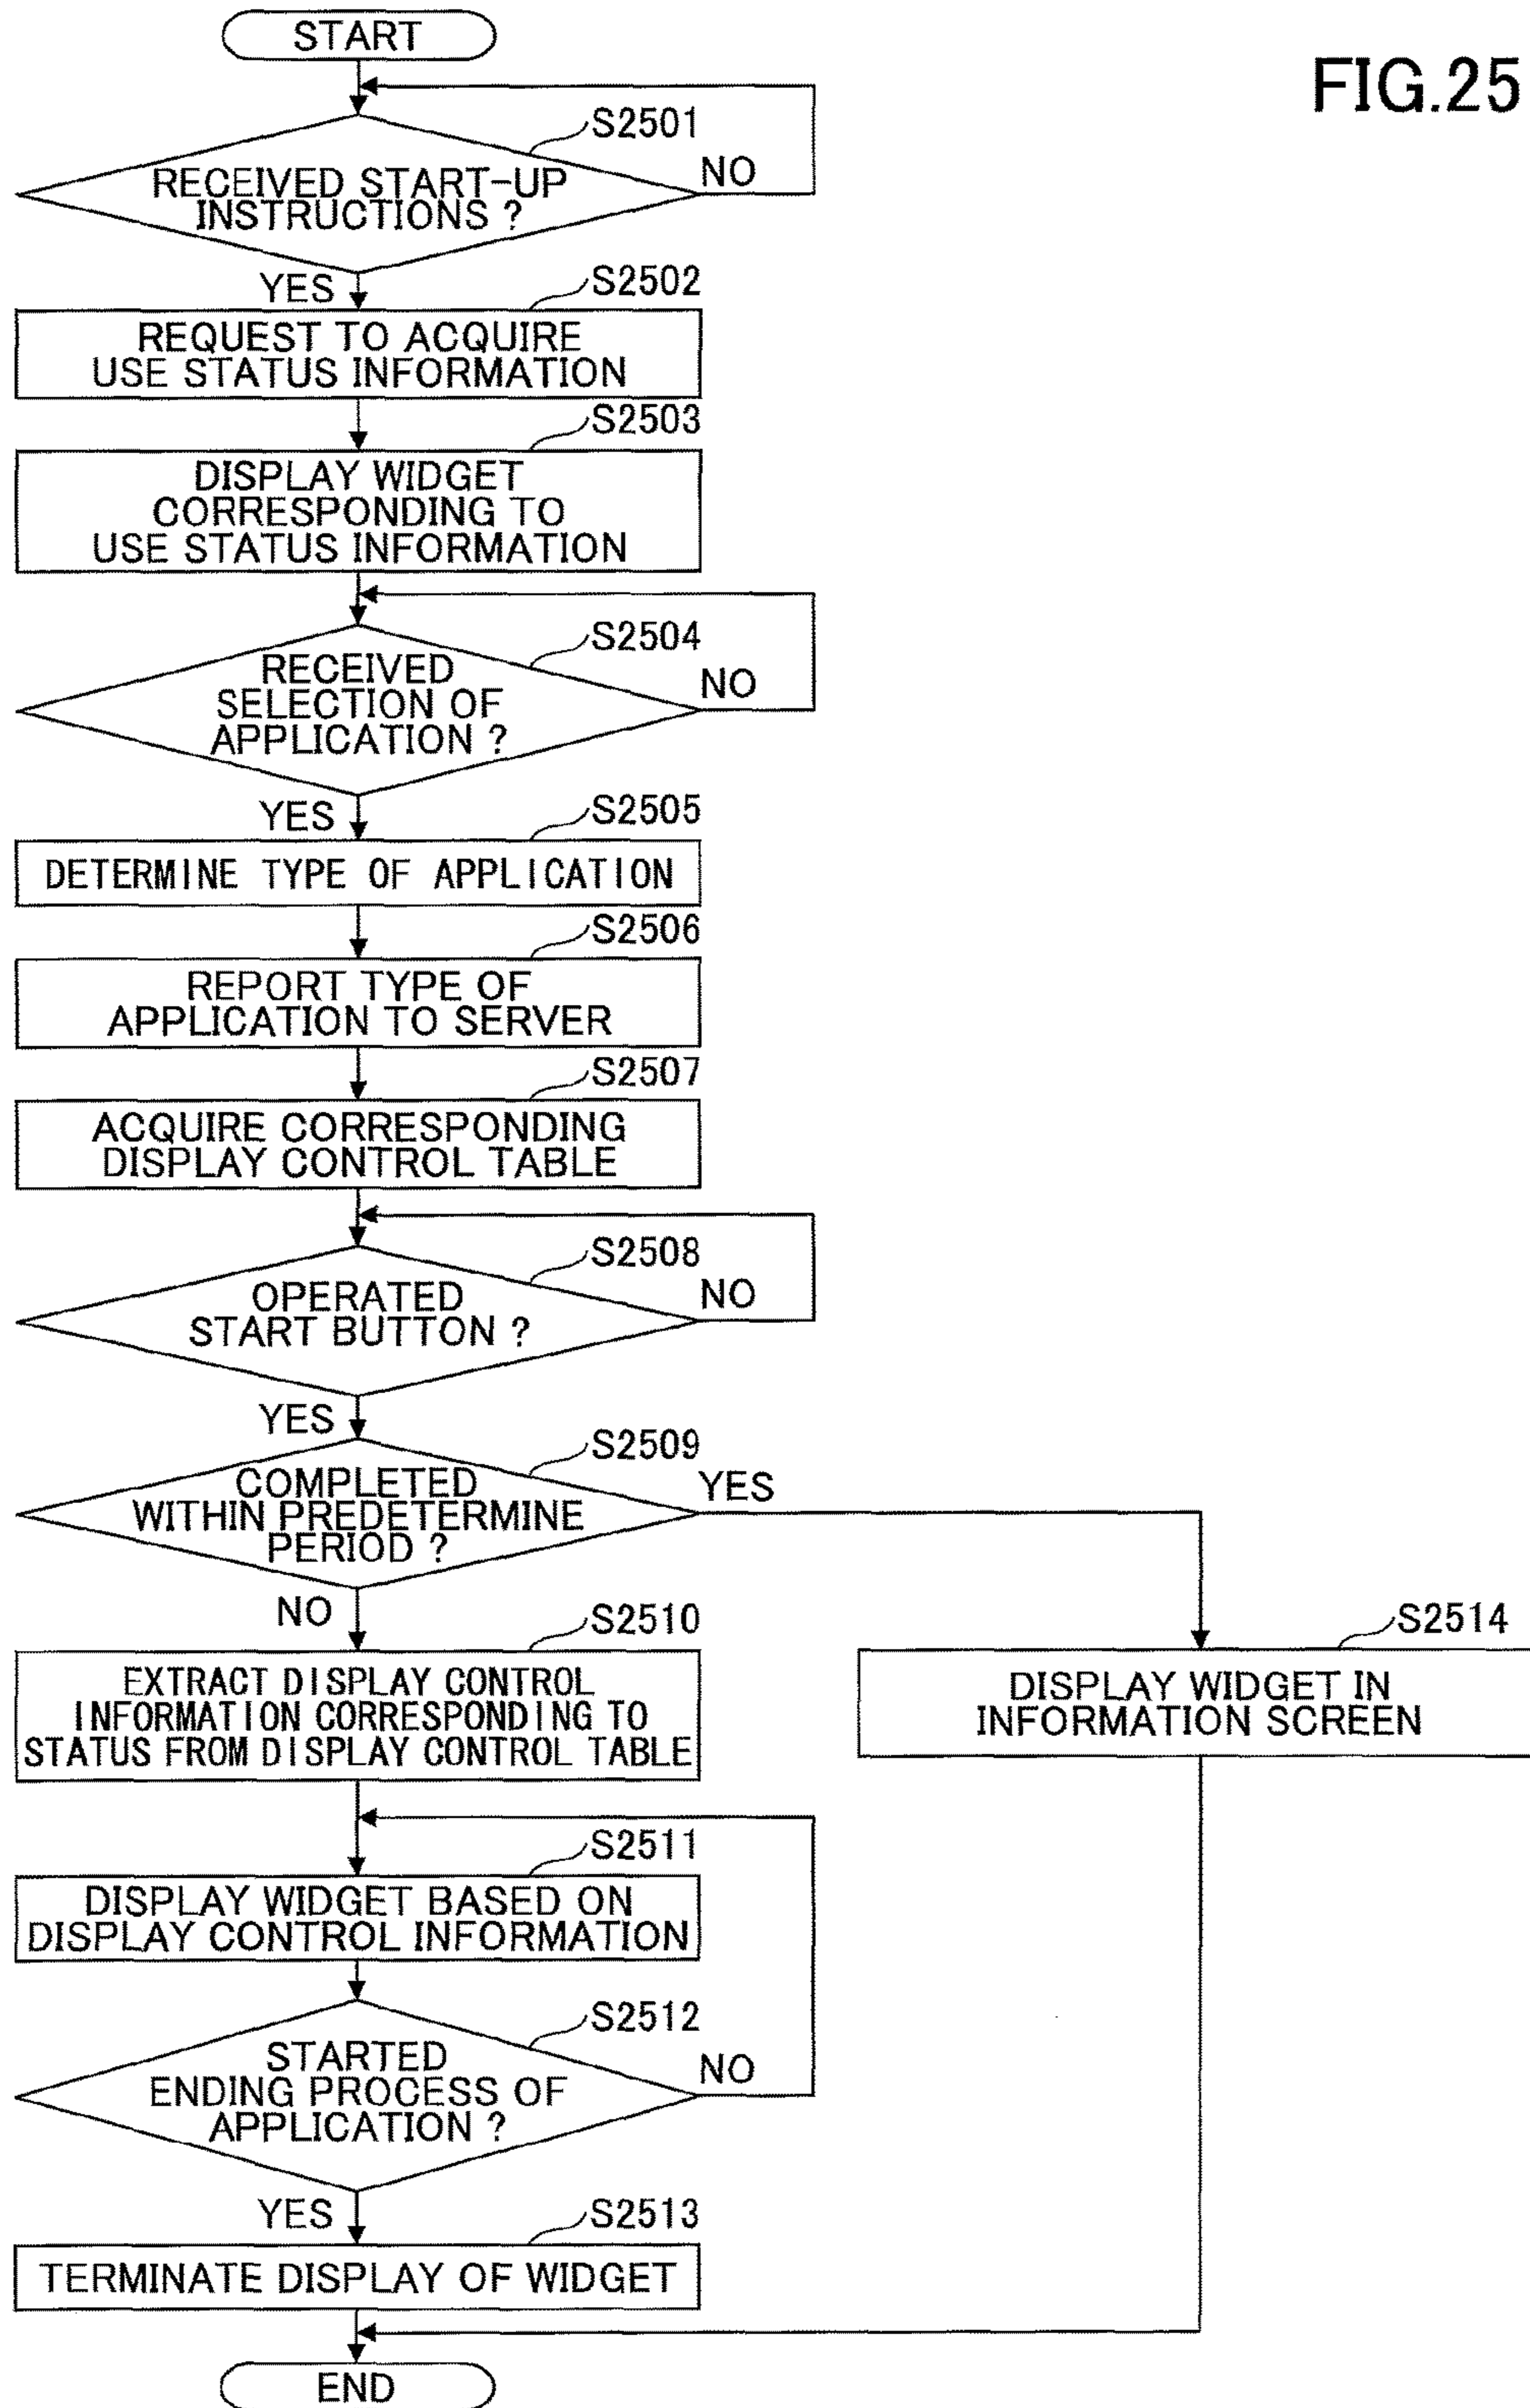 FIG.25
START
S2501
RECEIVED START-UP
INSTRUCTIONS ?
NO
YES
S2502
REQUEST TO ACQUIRE
USE STATUS INFORMATION
S2503
DISPLAY WIDGET
CORRESPONDING TO
USE STATUS INFORMATION
S2504
RECEIVED
SELECTION OF
APPLICATION ?
NO
YES
S2505
DETERMINE TYPE OF APPLICATION
S2506
REPORT TYPE OF
APPLICATION TO SERVER
S2507
ACQUIRE CORRESPONDING
DISPLAY CONTROL TABLE
S2508
OPERATED
START BUTTON ?
NO
YES
S2509
COMPLETED
WITHIN PREDETERMINE
PERIOD ?
YES
NO
S2510
EXTRACT DISPLAY CONTROL
INFORMATION CORRESPONDING TO
STATUS FROM DISPLAY CONTROL TABLE
S2514
DISPLAY WIDGET IN
INFORMATION SCREEN
S2511
DISPLAY WIDGET BASED ON
DISPLAY CONTROL INFORMATION
S2512
STARTED
ENDING PROCESS OF
APPLICATION ?
NO
YES
S2513
TERMINATE DISPLAY OF WIDGET
END